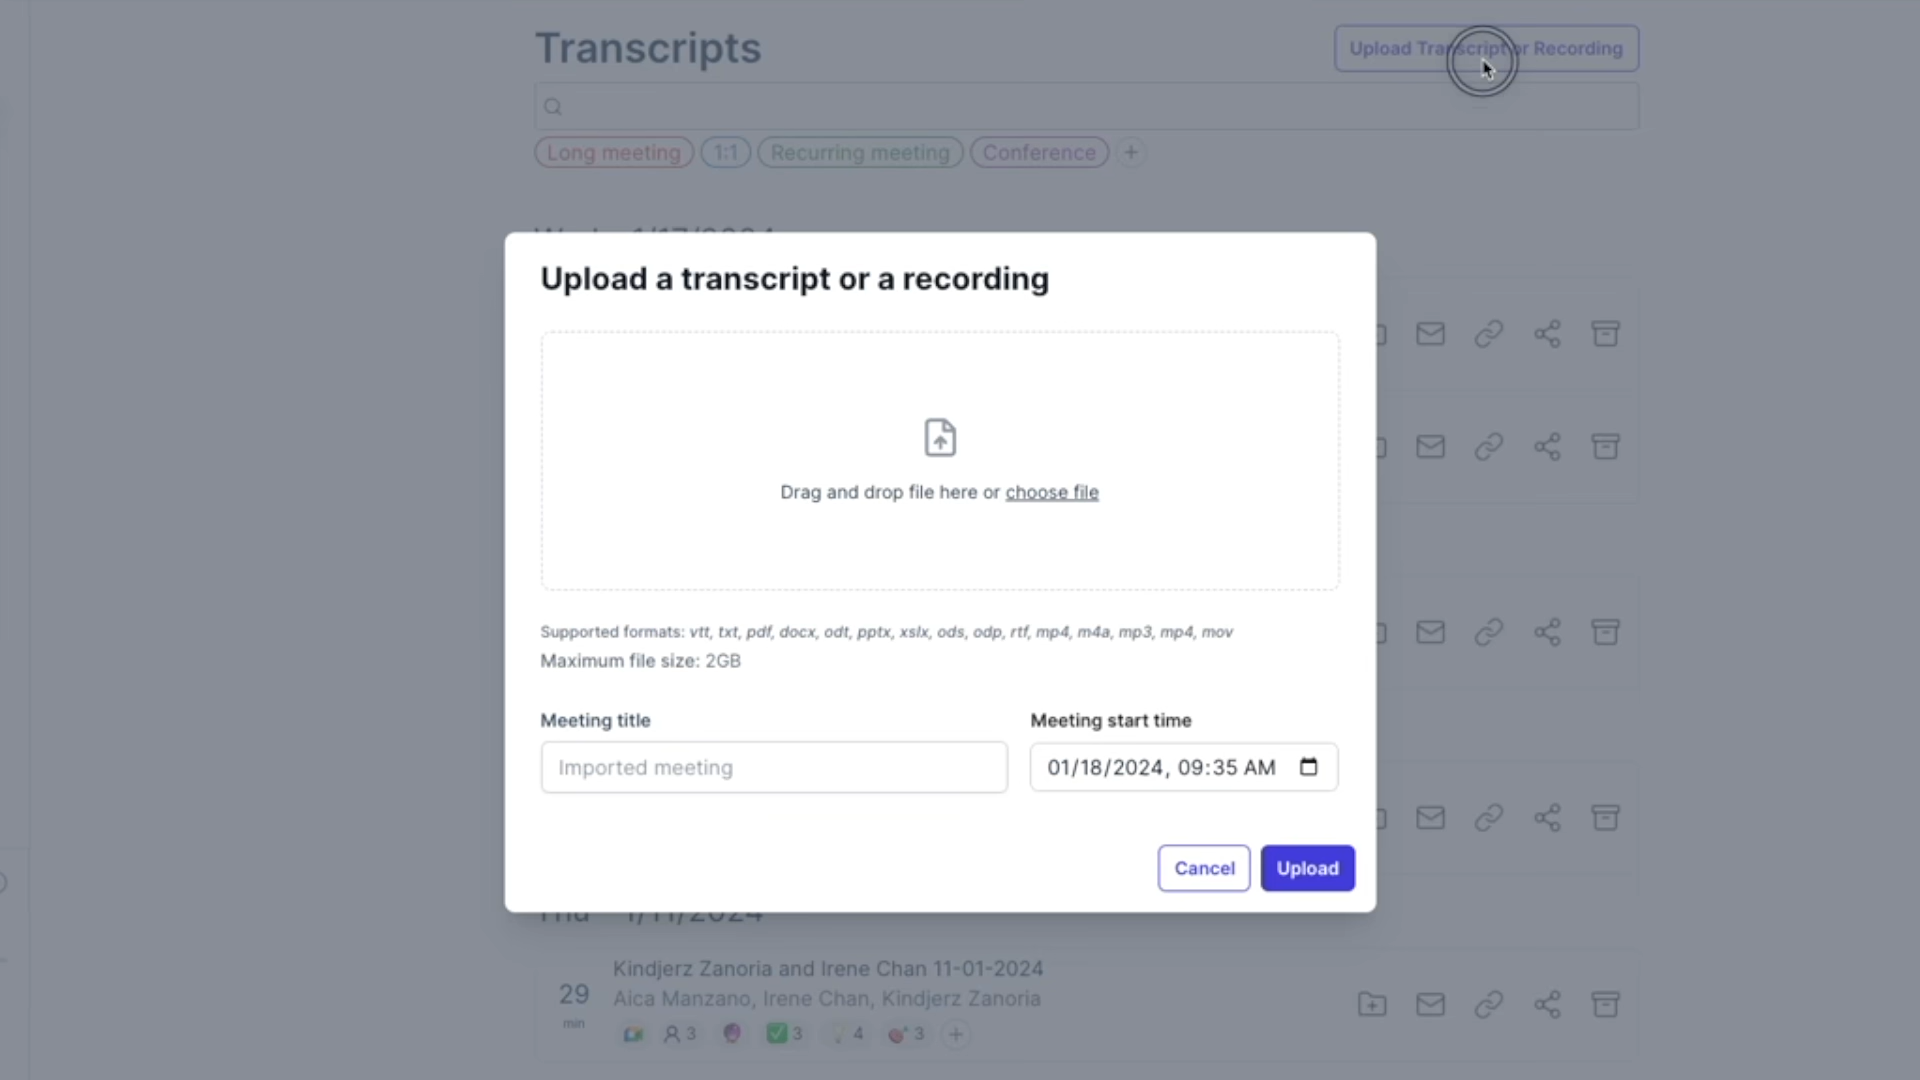 Transcripts
Upload Transcript or Recording
Long meeting 1:1 Recurring meeting Conference +
Upload a transcript or a recording
Drag and drop file here or choose file
Supported formats: vtt, txt, pdf, docx, odt, pptx, xslx, ods, odp, rtf, mp4, m4a, mp3, mp4, mov
Maximum file size: 2GB
Meeting title
Meeting start time
Imported meeting
01/18/2024, 09:35 AM
Cancel
Upload
Kindjerz Zanoria and Irene Chan 11-01-2024
29
min
Aica Manzano, Irene Chan, Kindjerz Zanoria
3 3 4 3 +